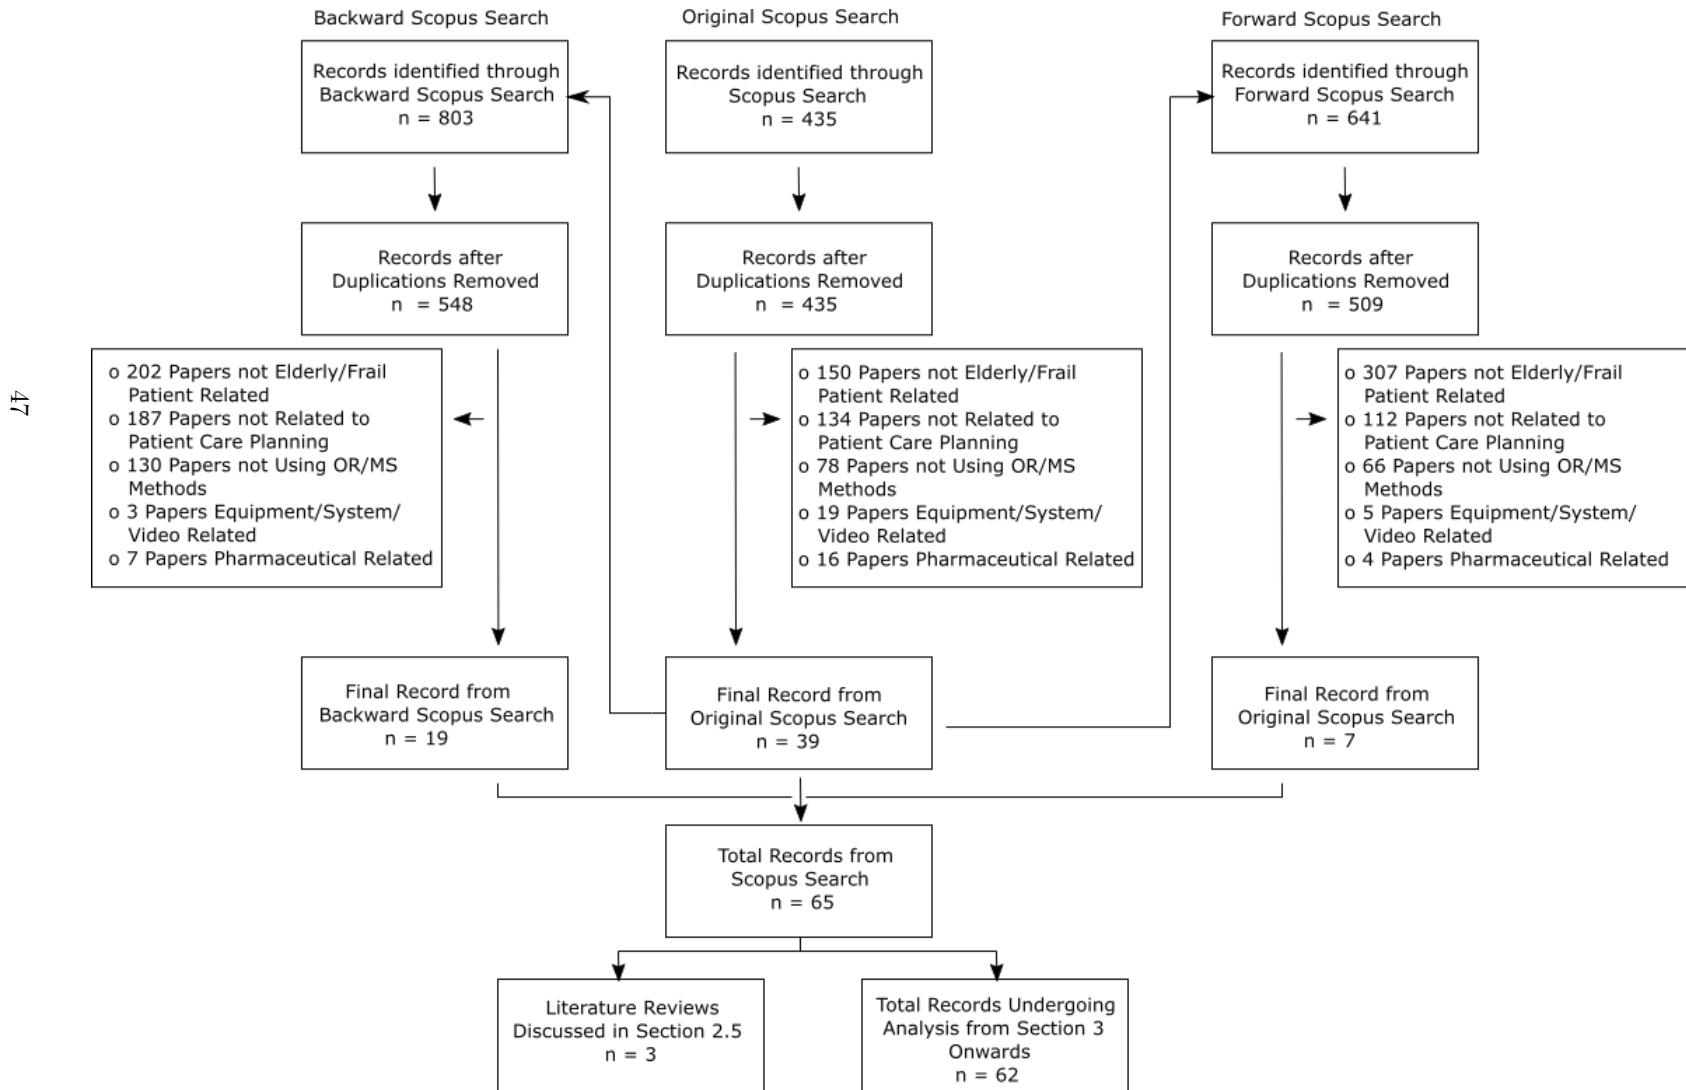 Backward Scopus Search
Records identified through
Backward Scopus Search
n = 803
Records after
Duplications Removed
n = 548
o 202 Papers not Elderly/Frail
Patient Related
o 187 Papers not Related to
Patient Care Planning
o 130 Papers not Using OR/MS
Methods
o 3 Papers Equipment/System/
Video Related
o 7 Papers Pharmaceutical Related
Final Record from
Backward Scopus Search
n = 19
Original Scopus Search
Records identified through
Scopus Search
n = 435
Records after
Duplications Removed
n = 435
o 150 Papers not Elderly/Frail
Patient Related
o 134 Papers not Related to
Patient Care Planning
o 78 Papers not Using OR/MS
Methods
o 19 Papers Equipment/System/
Video Related
o 16 Papers Pharmaceutical Related
Final Record from
Original Scopus Search
n = 39
Forward Scopus Search
Records identified through
Forward Scopus Search
n = 641
Records after
Duplications Removed
n = 509
o 307 Papers not Elderly/Frail
Patient Related
o 112 Papers not Related to
Patient Care Planning
o 66 Papers not Using OR/MS
Methods
o 5 Papers Equipment/System/
Video Related
o 4 Papers Pharmaceutical Related
Final Record from
Original Scopus Search
n = 7
Total Records from
Scopus Search
n = 65
Literature Reviews
Discussed in Section 2.5
n = 3
Total Records Undergoing
Analysis from Section 3
Onwards
n = 62
47